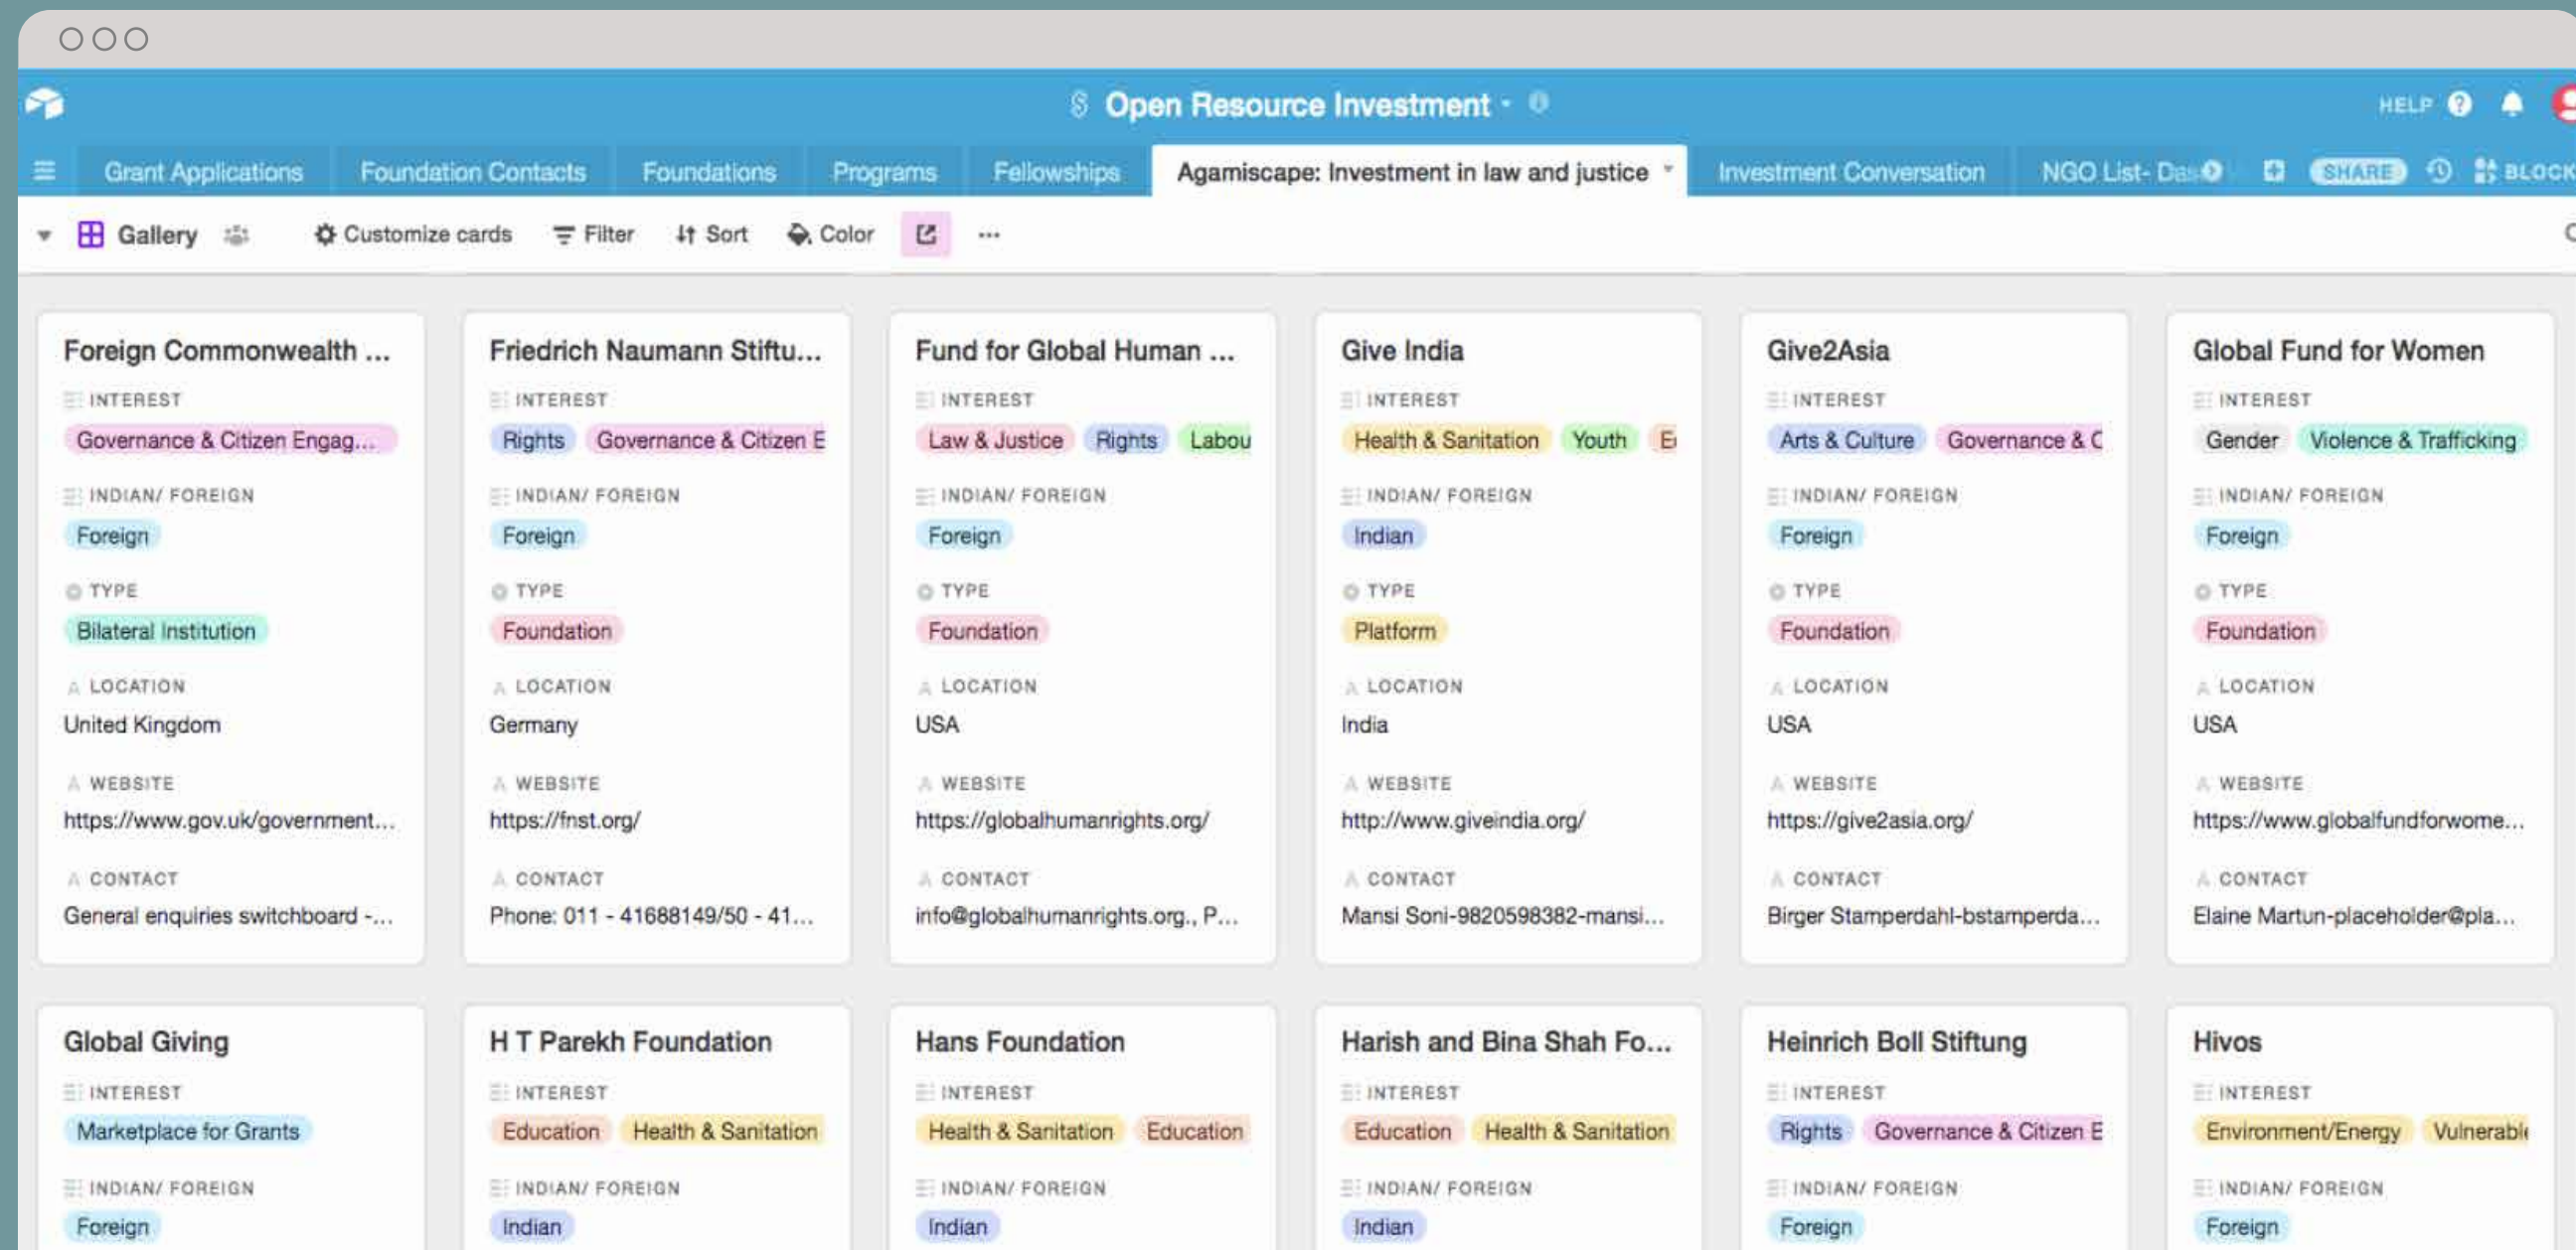 Open Resource Investment
HELP
Grant Applications
Foundation Contacts
Foundations
Programs
Fellowships
Agamiscape: Investment in law and justice
Investment Conversation
NGO List- Das
SHARE
BLOCK
Gallery
Customize cards
Filter
Sort
Color
...
Foreign Commonwealth ...
INTEREST
Governance & Citizen Engag...
INDIAN/ FOREIGN
Foreign
TYPE
Bilateral Institution
LOCATION
United Kingdom
WEBSITE
https://www.gov.uk/government...
CONTACT
General enquiries switchboard -...
Friedrich Naumann Stiftu...
INTEREST
Rights Governance & Citizen E
INDIAN/ FOREIGN
Foreign
TYPE
Foundation
LOCATION
Germany
WEBSITE
https://fnst.org/
CONTACT
Phone: 011 - 41688149/50 - 41...
Fund for Global Human ...
INTEREST
Law & Justice Rights Labou
INDIAN/ FOREIGN
Foreign
TYPE
Foundation
LOCATION
USA
WEBSITE
https://globalhumanrights.org/
CONTACT
info@globalhumanrights.org., P...
Give India
INTEREST
Health & Sanitation Youth E
INDIAN/ FOREIGN
Indian
TYPE
Platform
LOCATION
India
WEBSITE
http://www.giveindia.org/
CONTACT
Mansi Soni-9820598382-mansi...
Give2Asia
INTEREST
Arts & Culture Governance & C
INDIAN/ FOREIGN
Foreign
TYPE
Foundation
LOCATION
USA
WEBSITE
https://give2asia.org/
CONTACT
Birger Stamperdahl-bstamperda...
Global Fund for Women
INTEREST
Gender Violence & Trafficking
INDIAN/ FOREIGN
Foreign
TYPE
Foundation
LOCATION
USA
WEBSITE
https://www.globalfundforwome...
CONTACT
Elaine Martun-placeholder@pla...
Global Giving
INTEREST
Marketplace for Grants
INDIAN/ FOREIGN
Foreign
H T Parekh Foundation
INTEREST
Education Health & Sanitation
INDIAN/ FOREIGN
Indian
Hans Foundation
INTEREST
Health & Sanitation Education
INDIAN/ FOREIGN
Indian
Harish and Bina Shah Fo...
INTEREST
Education Health & Sanitation
INDIAN/ FOREIGN
Indian
Heinrich Boll Stiftung
INTEREST
Rights Governance & Citizen E
INDIAN/ FOREIGN
Foreign
Hivos
INTEREST
Environment/Energy Vulnerable
INDIAN/ FOREIGN
Foreign